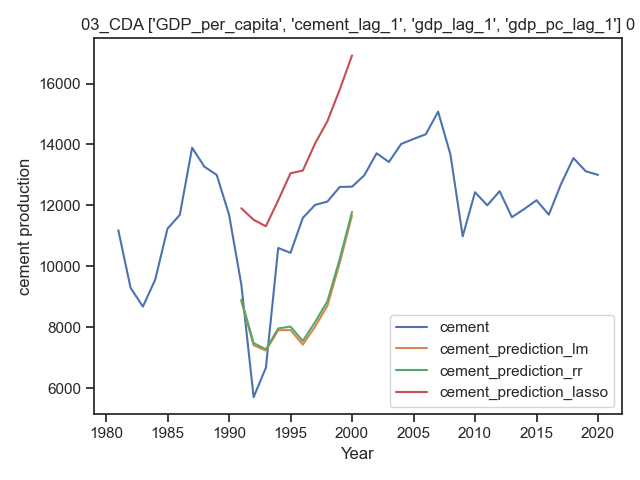 03_CDA ['GDP_per_capita', 'cement_lag_1', 'gdp_lag_1', 'gdp_pc_lag_1'] 0
16000
14000
12000
10000
8000
6000
cement production
cement
cement_prediction_lm
cement_prediction_rr
cement_prediction_lasso
1980 1985 1990 1995 2000 2005 2010 2015 2020
Year